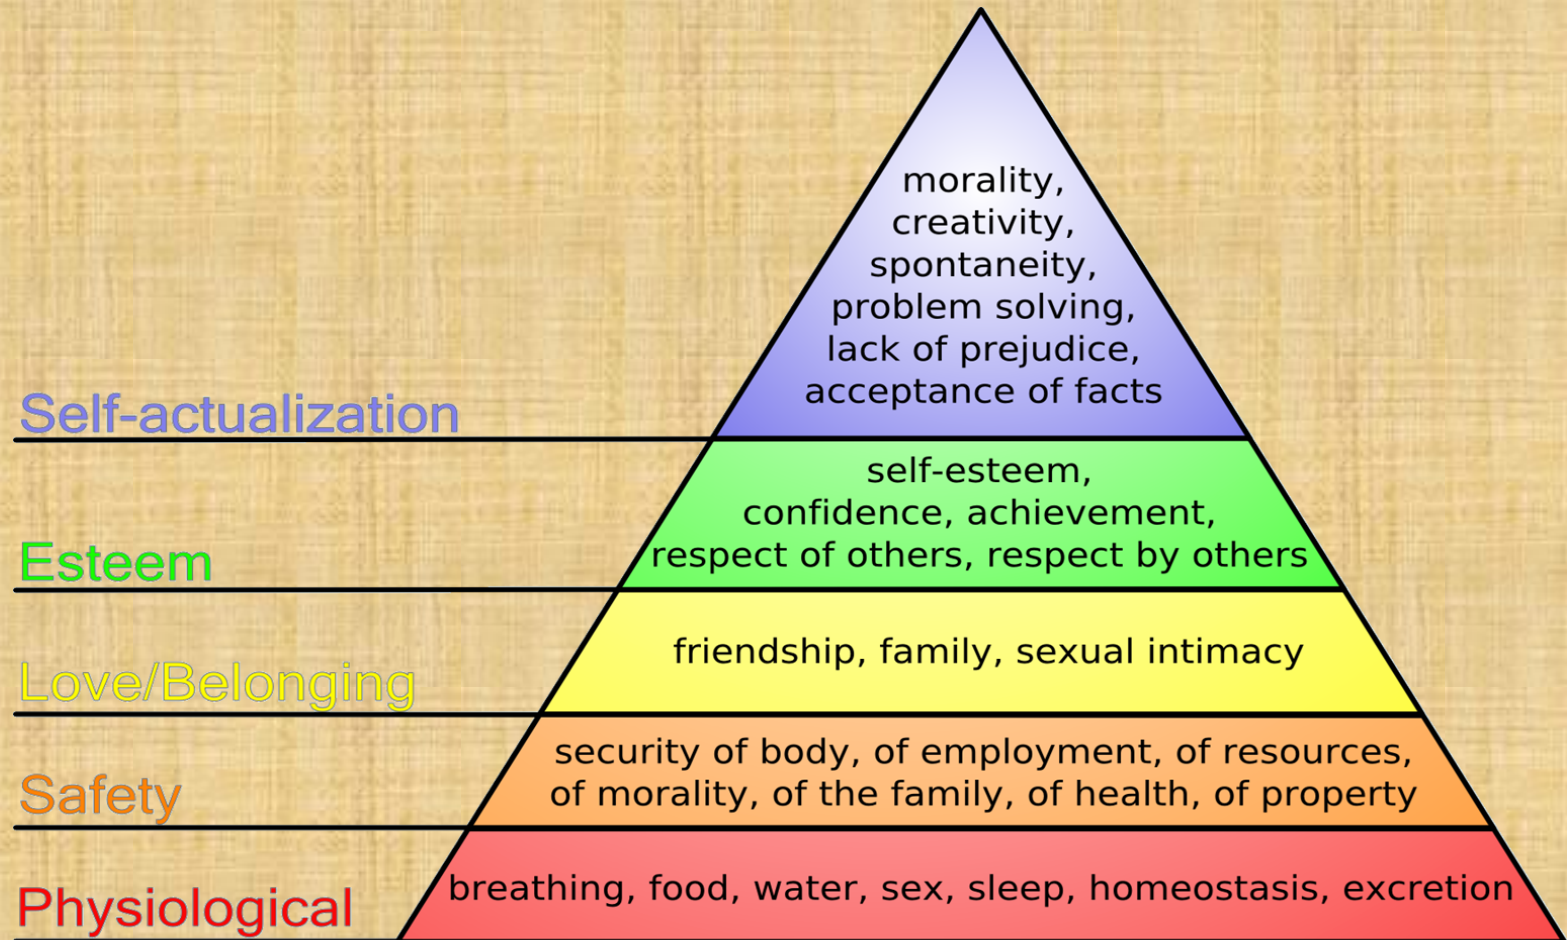 morality,
creativity,
spontaneity,
problem solving,
lack of prejudice,
acceptance of facts
Self-actualization
self-esteem,
confidence, achievement,
respect of others, respect by others
Esteem
friendship, family, sexual intimacy
Love/Belonging
security of body, of employment, of resources,
of morality, of the family, of health, of property
Safety
breathing, food, water, sex, sleep, homeostasis, excretion
Physiological